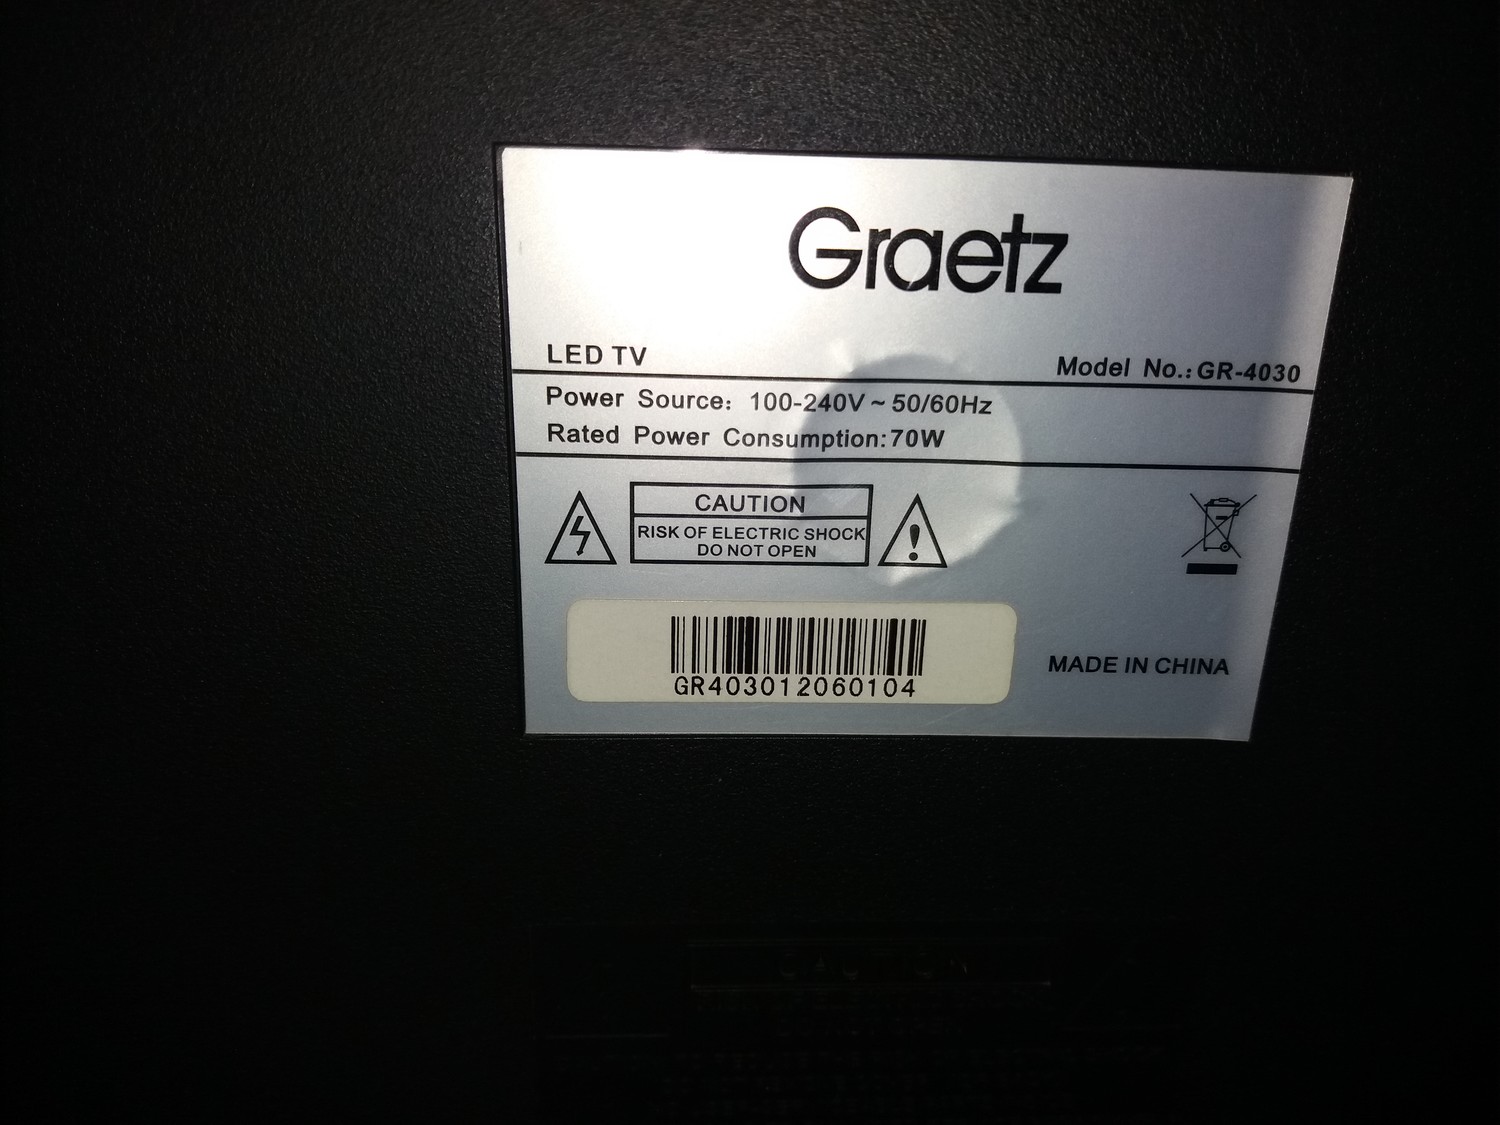 Graetz
LED TV
Model No.:GR-4030
Power Source: 100-240V ~ 50/60Hz
Rated Power Consumption:70W
CAUTION
RISK OF ELECTRIC SHOCK
DO NOT OPEN
GR403012060104
MADE IN CHINA